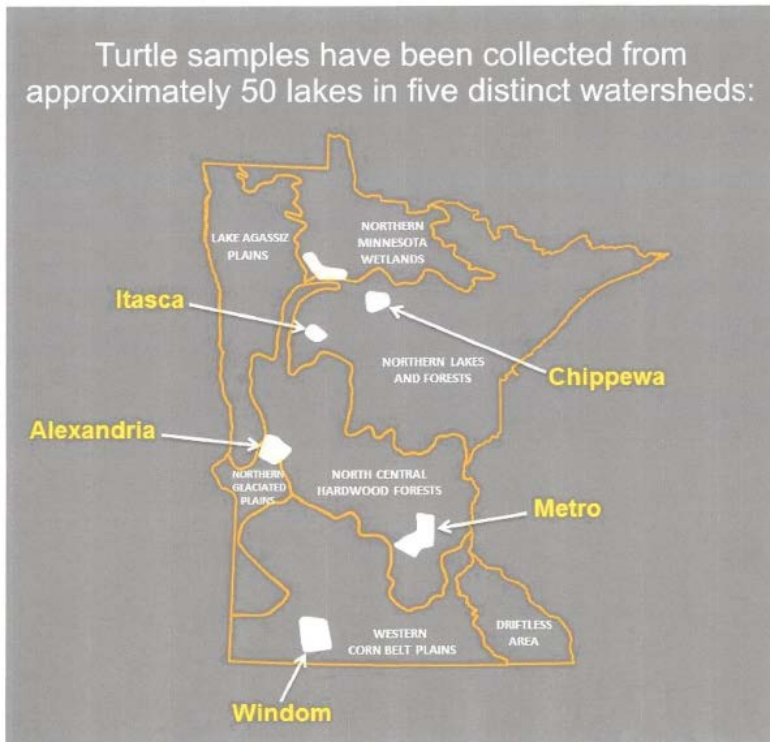 Turtle samples have been collected from
approximately 50 lakes in five distinct watersheds:
LAKE AGASSIZ
PLAINS
NORTHERN
MINNESOTA
WETLANDS
Itasca
NORTHERN LAKES
AND FORESTS
Chippewa
Alexandria
NORTHERN
GLACIATED
PLAINS
NORTH CENTRAL
HARDWOOD FORESTS
Metro
WESTERN
CORN BELT PLAINS
DRIFTLESS
AREA
Windom